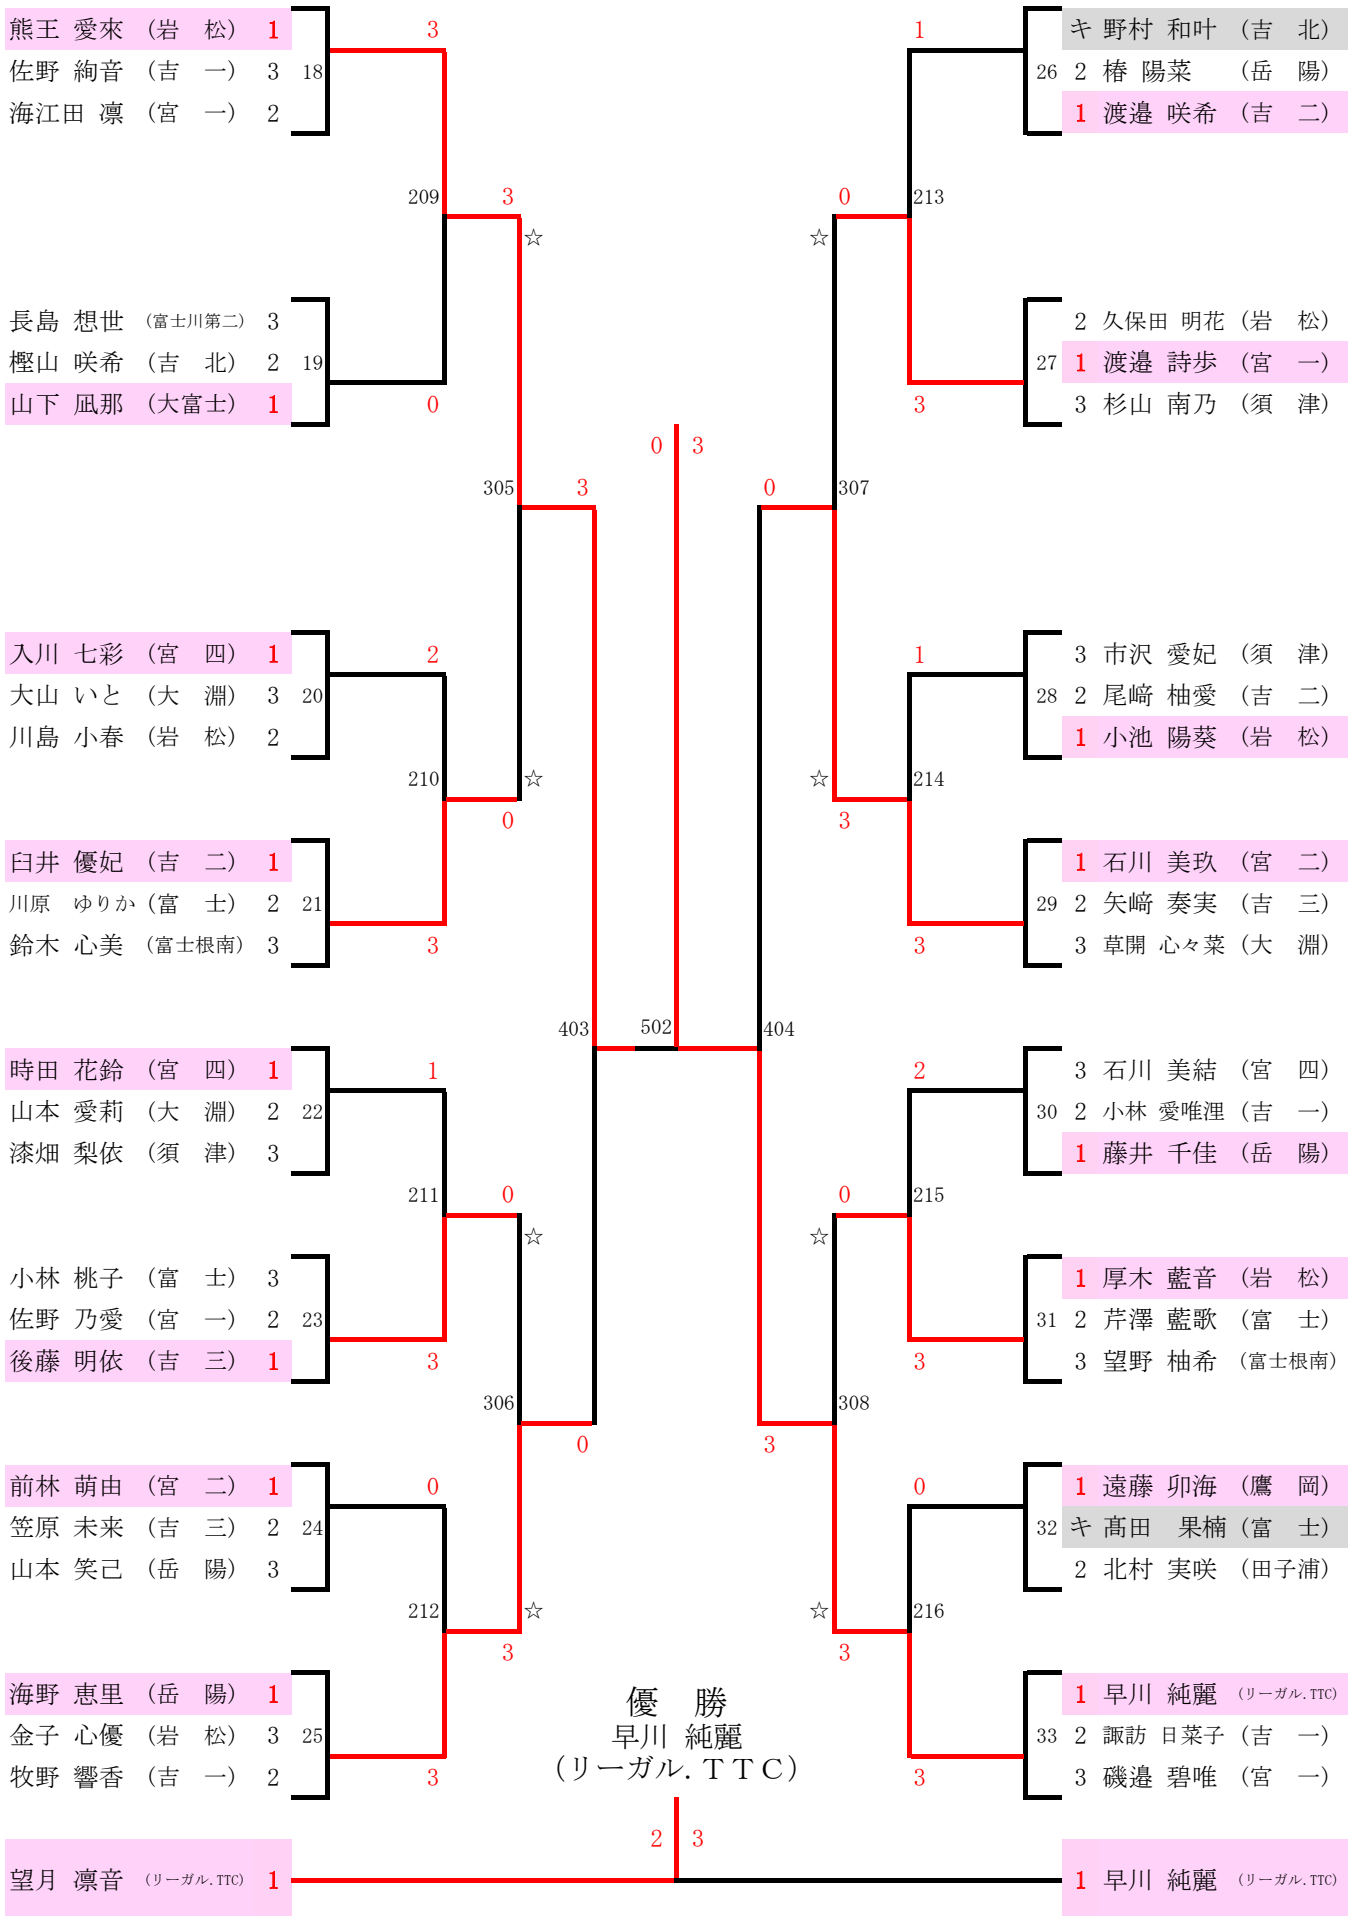 熊王 愛來 （岩　松） 1
佐野 絢音 （吉　一） 3
海江田 凛 （宮　一） 2
18
3
209
3
☆
長島 想世 （富士川第二） 3
樫山 咲希 （吉　北） 2
山下 凪那 （大富士） 1
19
0
305
3
入川 七彩 （宮　四） 1
大山 いと （大　淵） 3
川島 小春 （岩　松） 2
20
2
210
☆
0
臼井 優妃 （吉　二） 1
川原　ゆりか （富　士） 2
鈴木 心美 （富士根南） 3
21
3
403
時田 花鈴 （宮　四） 1
山本 愛莉 （大　淵） 2
漆畑 梨依 （須　津） 3
22
1
211
0
☆
小林 桃子 （富　士） 3
佐野 乃愛 （宮　一） 2
後藤 明依 （吉　三） 1
23
3
306
0
前林 萌由 （宮　二） 1
笠原 未来 （吉　三） 2
山本 笑己 （岳　陽） 3
24
0
212
☆
3
海野 恵里 （岳　陽） 1
金子 心優 （岩　松） 3
牧野 響香 （吉　一） 2
25
3
0 3
502
キ 野村 和叶 （吉　北）
2 椿 陽菜 （岳　陽）
1 渡邉 咲希 （吉　二）
26
1
213
0
☆
2 久保田 明花 （岩　松）
1 渡邉 詩歩 （宮　一）
3 杉山 南乃 （須　津）
27
3
307
0
3 市沢 愛妃 （須　津）
2 尾﨑 柚愛 （吉　二）
1 小池 陽葵 （岩　松）
28
1
214
☆
3
1 石川 美玖 （宮　二）
2 矢﨑 奏実 （吉　三）
3 草開 心々菜 （大　淵）
29
3
404
3 石川 美結 （宮　四）
2 小林 愛唯浬 （吉　一）
1 藤井 千佳 （岳　陽）
30
2
215
0
☆
1 厚木 藍音 （岩　松）
2 芹澤 藍歌 （富　士）
3 望野 柚希 （富士根南）
31
3
308
3
1 遠藤 卯海 （鷹　岡）
キ 髙田　果楠 （富　士）
2 北村 実咲 （田子浦）
32
0
216
☆
3
1 早川 純麗 （リーガル.TTC）
2 諏訪 日菜子 （吉　一）
3 磯邉 碧唯 （宮　一）
33
3
優　勝
早川 純麗
（リーガル.ＴＴＣ）
2 3
望月 凛音 （リーガル.TTC） 1
1 早川 純麗 （リーガル.TTC）